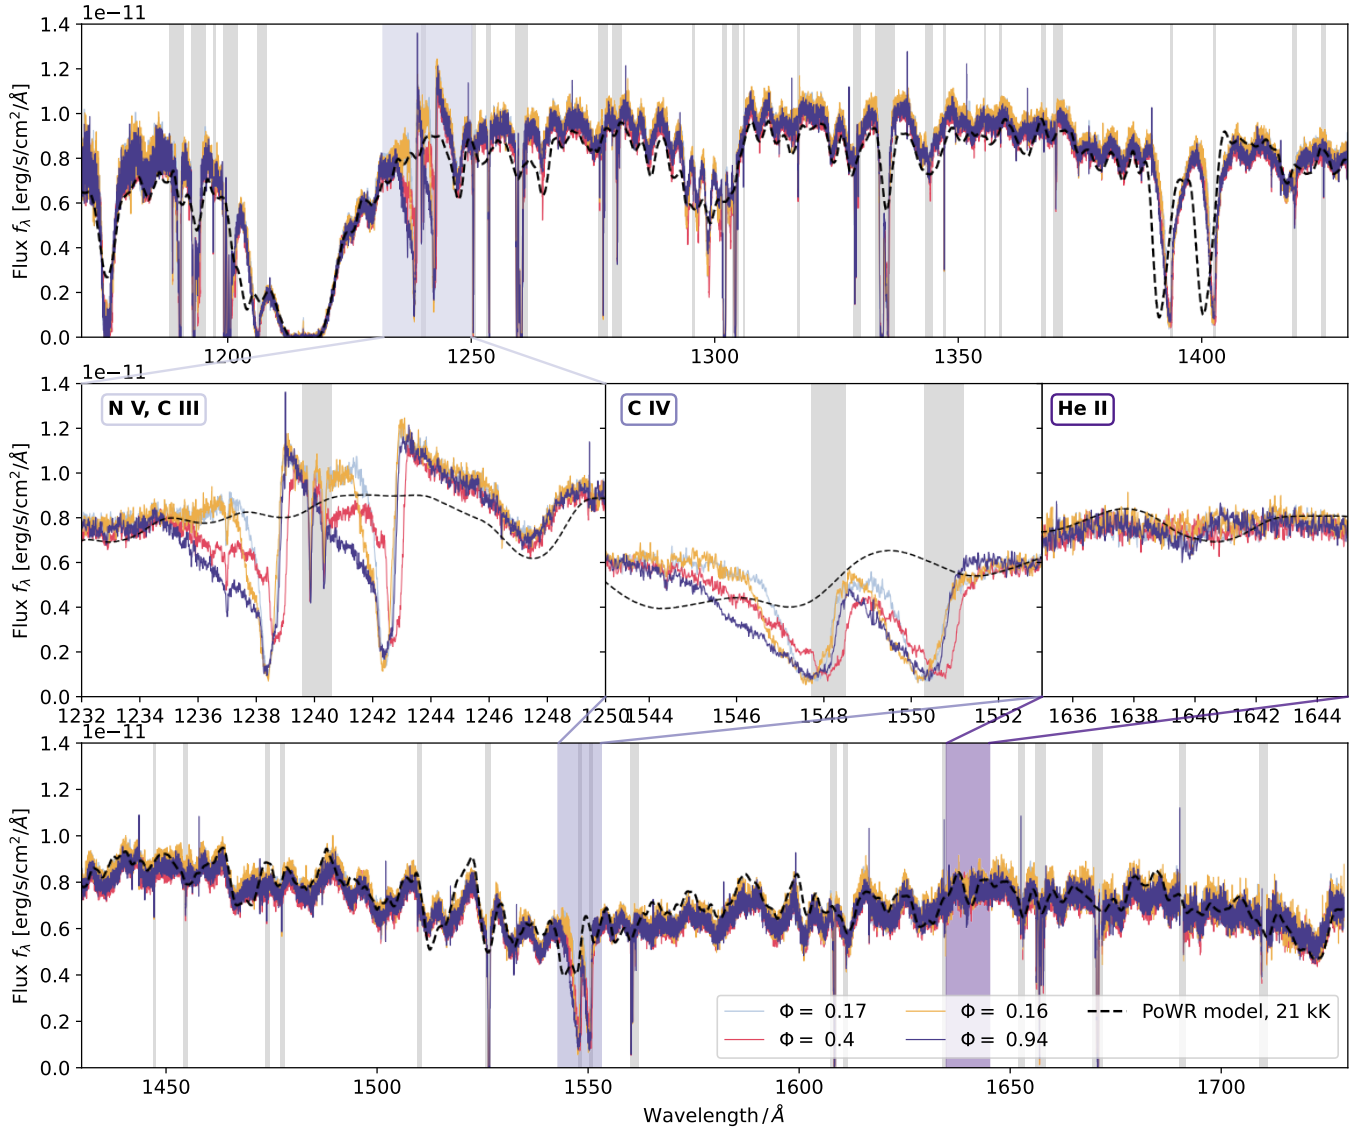 1e−11
Flux fλ [erg/s/cm²/Å]
1.4
1.2
1.0
0.8
0.6
0.4
0.2
0.0
1200 1250 1300 1350 1400
1e−11
Flux fλ [erg/s/cm²/Å]
1.4
1.2
1.0
0.8
0.6
0.4
0.2
0.0
N V, C III
C IV
He II
1232 1234 1236 1238 1240 1242 1244 1246 1248 1250 1544 1546 1548 1550 1552 1636 1638 1640 1642 1644
1e−11
Flux fλ [erg/s/cm²/Å]
1.4
1.2
1.0
0.8
0.6
0.4
0.2
0.0
Φ = 0.17
Φ = 0.16
PoWR model, 21 kK
Φ = 0.4
Φ = 0.94
1450 1500 1550 1600 1650 1700
Wavelength / Å